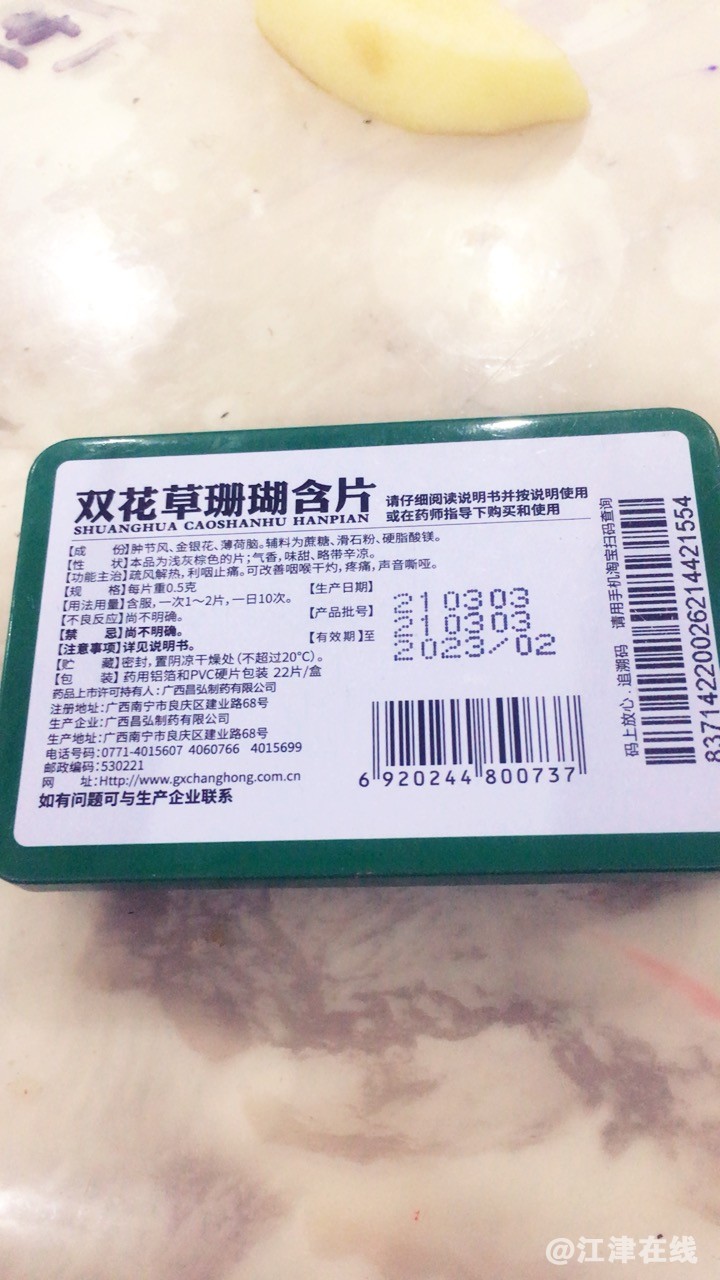 双花草珊瑚含片
SHUANGHUA CAOSHANHU HANPIAN
请仔细阅读说明书并按说明使用
或在药师指导下购买和使用
【成 份】肿节风、金银花、薄荷脑。辅料为蔗糖、滑石粉、硬脂酸镁。
【性 状】本品为浅灰棕色的片；气香，味甜、略带辛凉。
【功能主治】疏风解热，利咽止痛。可改善咽喉干灼，疼痛，声音嘶哑。
【规 格】每片重0.5克
【用法用量】含服，一次1～2片，一日10次。
【不良反应】尚不明确。
【禁 忌】尚不明确。
【注意事项】详见说明书。
【贮 藏】密封，置阴凉干燥处（不超过20°C）。
【包 装】药用铝箔和PVC硬片包装 22片/盒
药品上市许可持有人：广西昌弘制药有限公司
注册地址：广西南宁市良庆区建业路68号
生产企业：广西昌弘制药有限公司
生产地址：广西南宁市良庆区建业路68号
电话号码：0771-4015607 4060766 4015699
邮政编码：530221
网 址：Http://www.gxchanghong.com.cn
如有问题可与生产企业联系
【生产日期】 210303
【产品批号】 210303
【有效期】至 2023/02
6 920244 800737
码上放心·追溯码 请用手机淘宝扫码查询
83714220026214421554
@江津在线